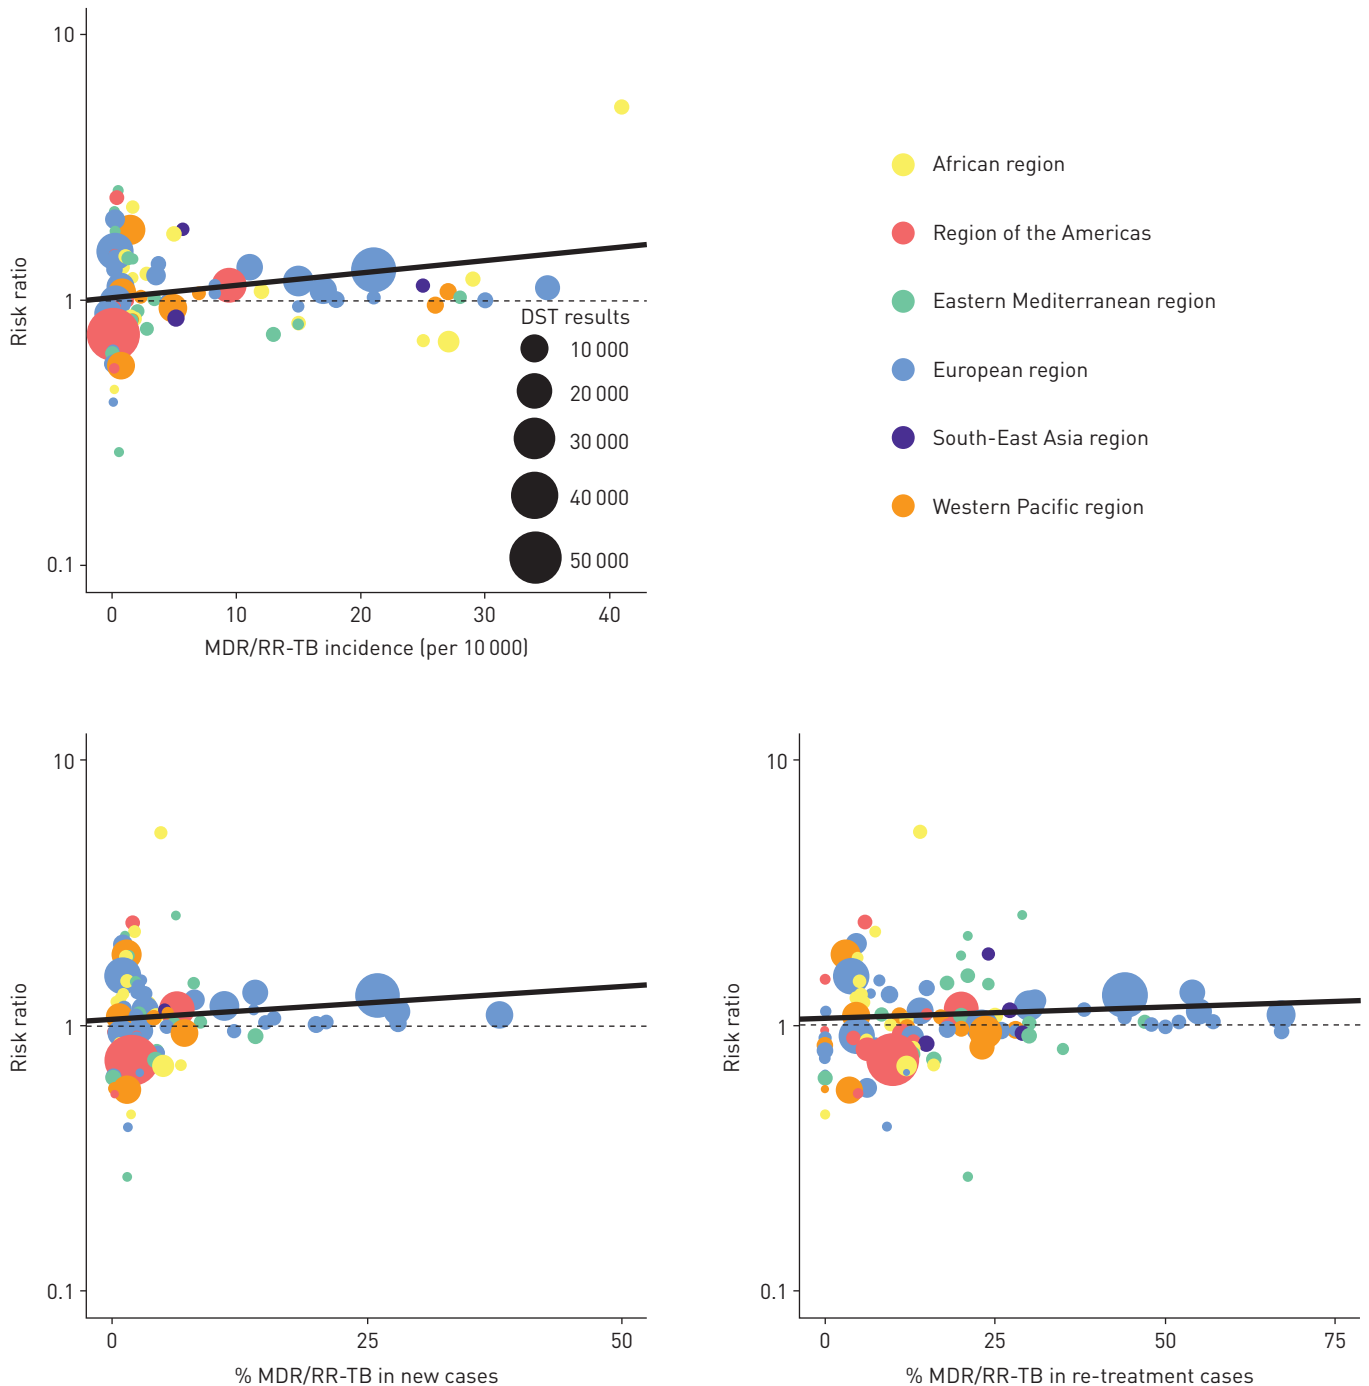 10
1
0.1
Risk ratio
0
10
20
30
40
MDR/RR-TB incidence (per 10 000)
DST results
10 000
20 000
30 000
40 000
50 000
African region
Region of the Americas
Eastern Mediterranean region
European region
South-East Asia region
Western Pacific region
10
1
0.1
Risk ratio
0
25
50
% MDR/RR-TB in new cases
10
1
0.1
Risk ratio
0
25
50
75
% MDR/RR-TB in re-treatment cases